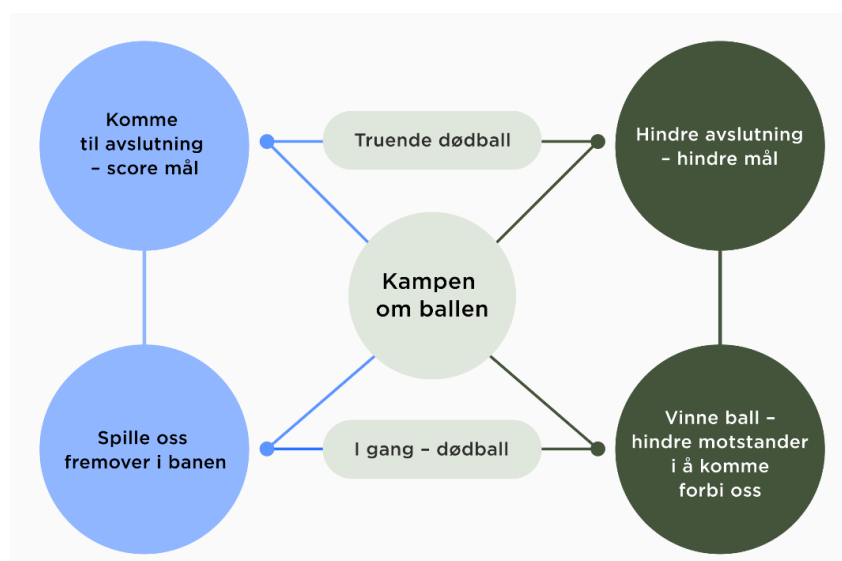 Komme
til avslutning
– score mål
Truende dødball
Hindre avslutning
– hindre mål
Kampen
om ballen
Spille oss
fremover i banen
I gang – dødball
Vinne ball –
hindre motstander
i å komme
forbi oss